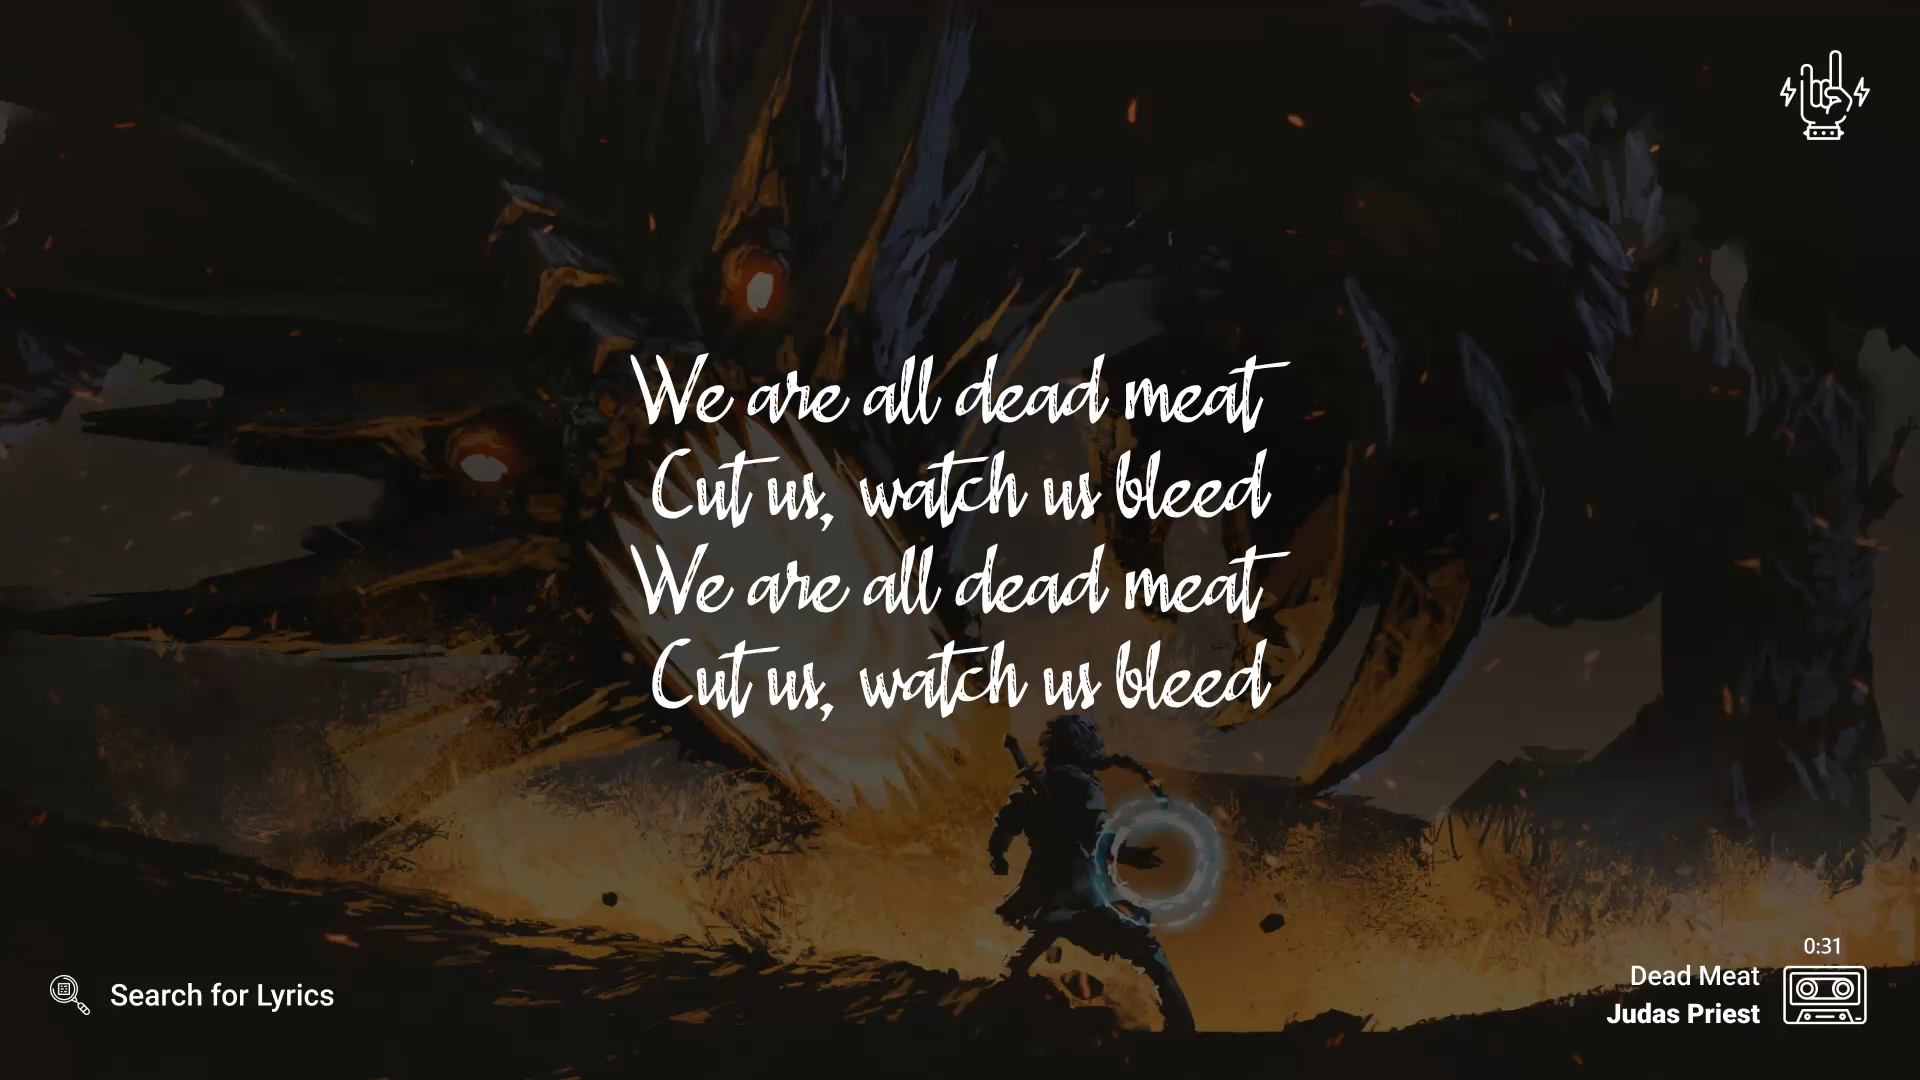 We are all dead meat
Cut us, watch us bleed
We are all dead meat
Cut us, watch us bleed
Search for Lyrics
0:31
Dead Meat
Judas Priest